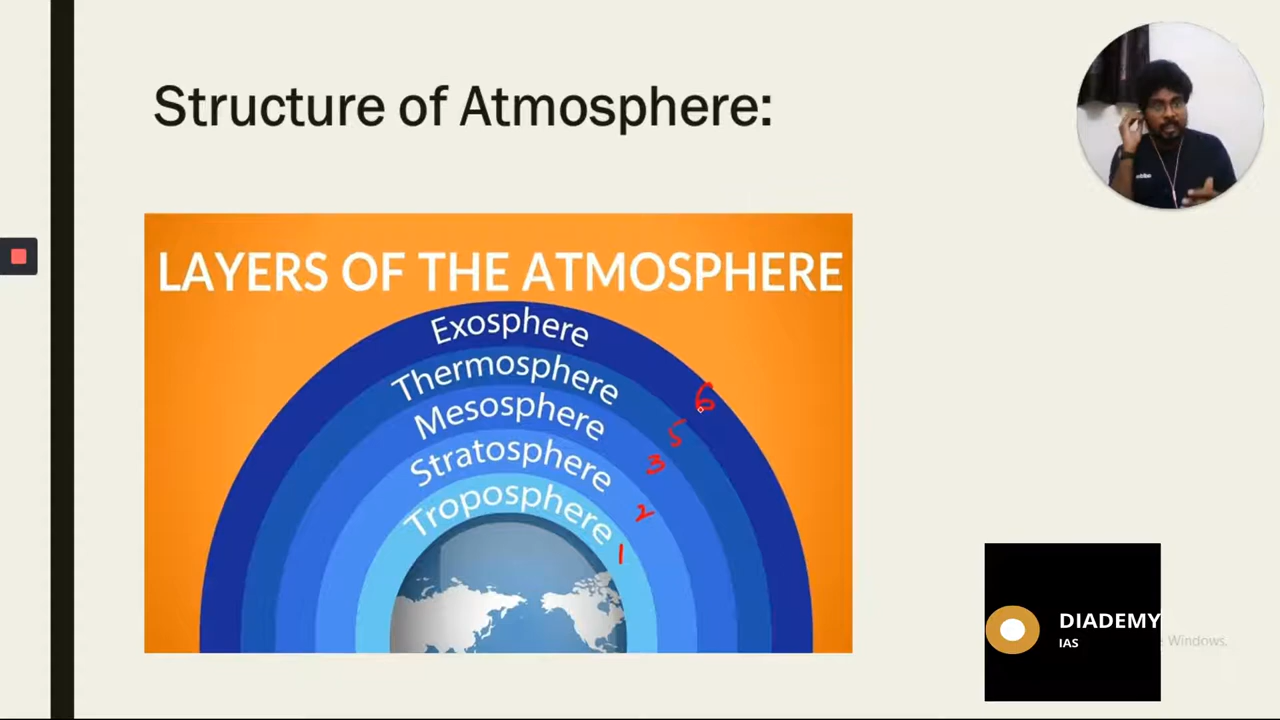 Structure of Atmosphere:
LAYERS OF THE ATMOSPHERE
Exosphere
Thermosphere
Mesosphere
Stratosphere
Troposphere
6
5
3
2
1
DIADEMY
IAS
Windows.